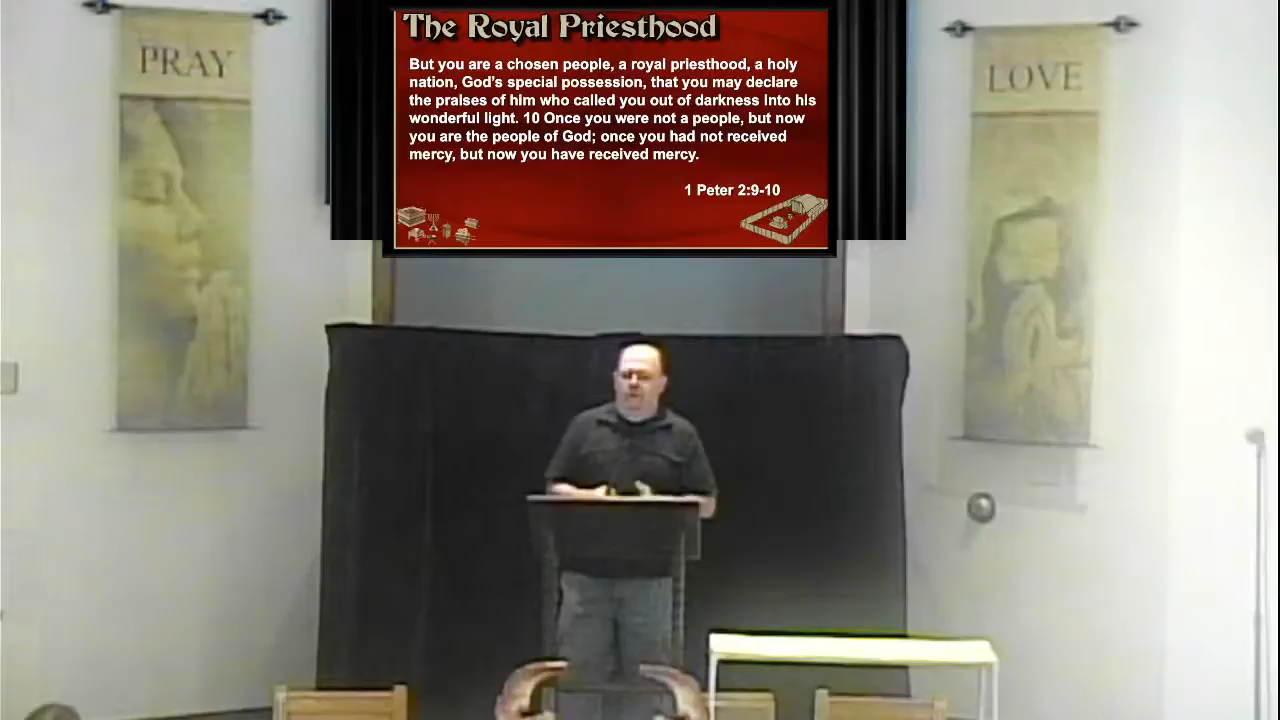 The Royal Priesthood
But you are a chosen people, a royal priesthood, a holy
nation, God's special possession, that you may declare
the praises of him who called you out of darkness into his
wonderful light. 10 Once you were not a people, but now
you are the people of God; once you had not received
mercy, but now you have received mercy.
1 Peter 2:9-10
PRAY
LOVE